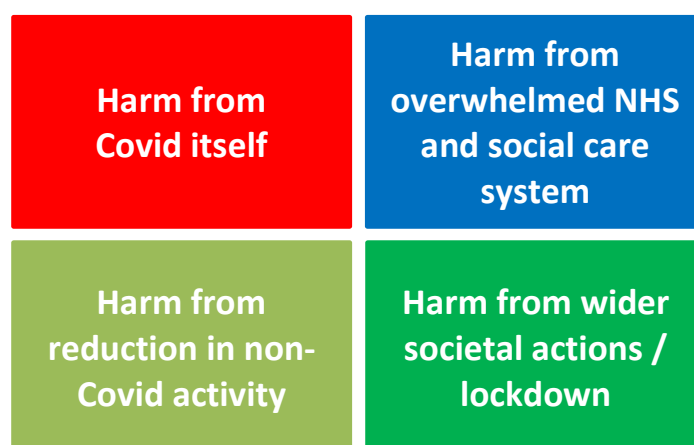 Harm from
Covid itself
Harm from
overwhelmed NHS
and social care
system
Harm from
reduction in non-
Covid activity
Harm from wider
societal actions /
lockdown